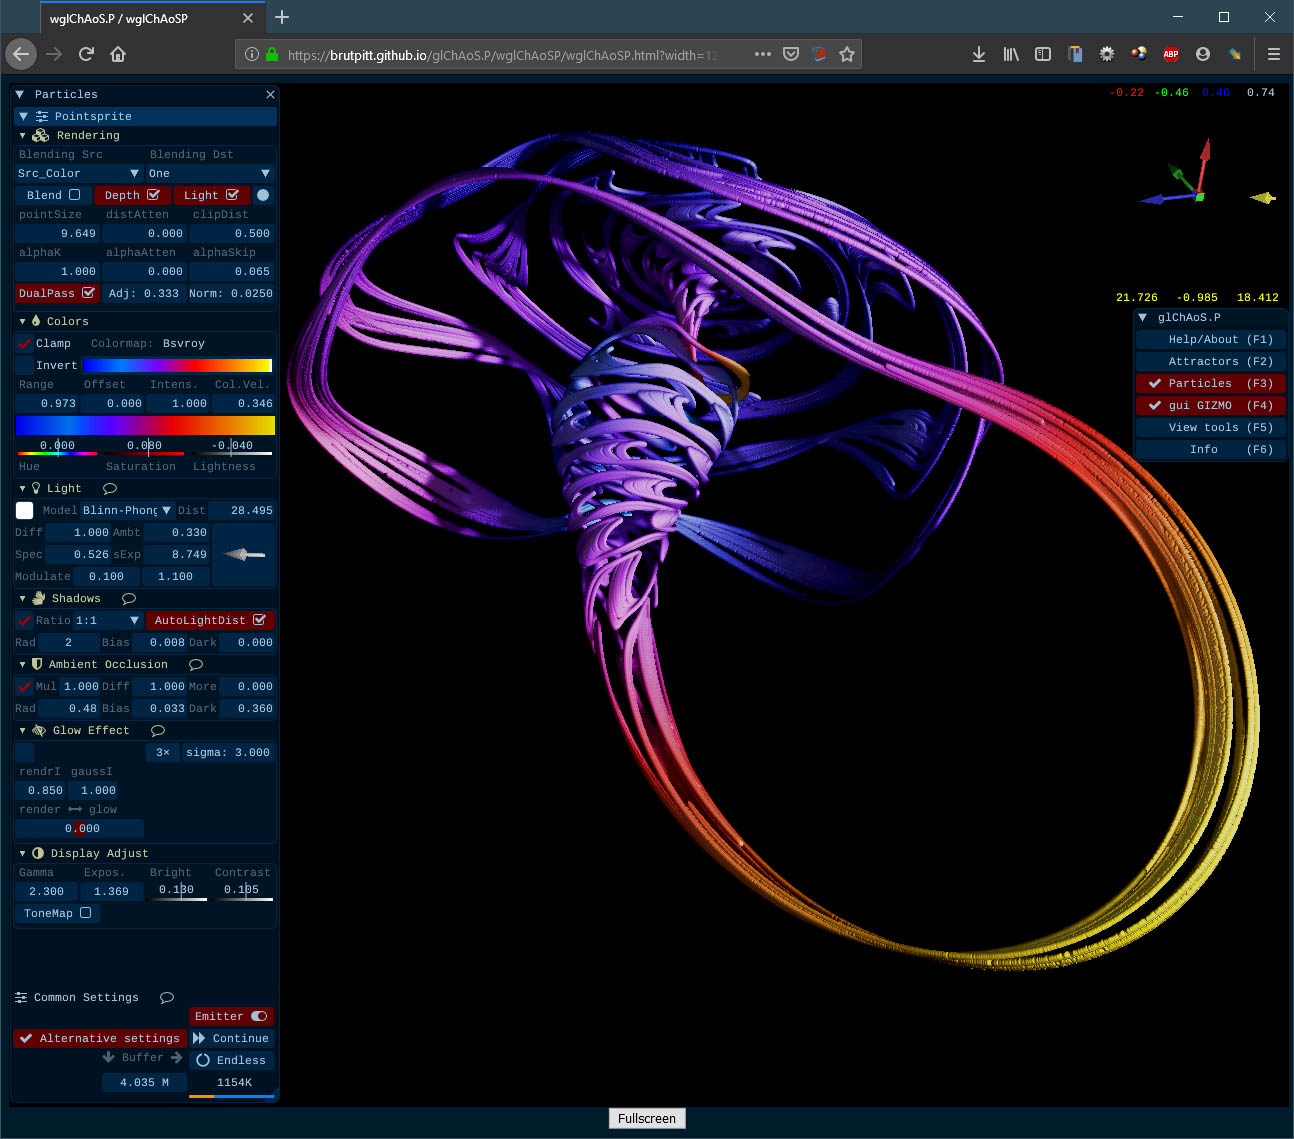 wglChAoS.P / wglChAoSP
https://brutpitt.github.io/glChAoS.P/wglChAoSP/wglChAoSP.html?width=12
ABP
Particles
Pointsprite
Rendering
Blending Src Blending Dst
Src_Color One
Blend Depth Light
pointSize distAtten clipDist
9.649 0.000 0.500
alphaK alphaAtten alphaSkip
1.000 0.000 0.065
DualPass Adj: 0.333 Norm: 0.0250
Colors
Clamp Colormap: Bsvroy
Invert
Range Offset Intens. Col.Vel.
0.973 0.000 1.000 0.346
0.000 0.080 -0.040
Hue Saturation Lightness
Light
Model Blinn-Phong Dist 28.495
Diff 1.000 Ambt 0.330
Spec 0.526 sExp 8.749
Modulate 0.100 1.100
Shadows
Ratio 1:1 AutoLightDist
Rad 2 Bias 0.008 Dark 0.000
Ambient Occlusion
Mul 1.000 Diff 1.000 More 0.000
Rad 0.48 Bias 0.033 Dark 0.360
Glow Effect
3× sigma: 3.000
rendrI gaussI
0.850 1.000
render ↔ glow
0.000
Display Adjust
Gamma Expos. Bright Contrast
2.300 1.369 0.130 0.105
ToneMap
Common Settings
Emitter
Alternative settings Continue
Buffer Endless
4.035 M 1154K
-0.22 -0.46 0.46 0.74
21.726 -0.985 18.412
glChAoS.P
Help/About (F1)
Attractors (F2)
Particles (F3)
gui GIZMO (F4)
View tools (F5)
Info (F6)
Fullscreen